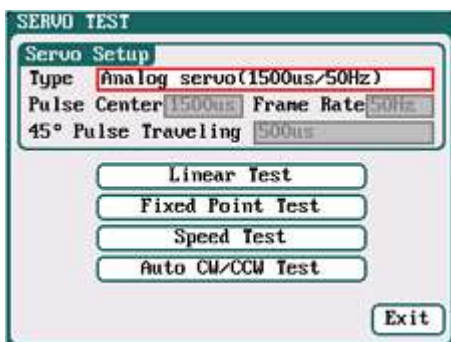 SERVO TEST
Servo Setup
Type Analog servo(1500us/50Hz)
Pulse Center 1500us Frame Rate 50Hz
45° Pulse Traveling 500us
Linear Test
Fixed Point Test
Speed Test
Auto CW/CCW Test
Exit